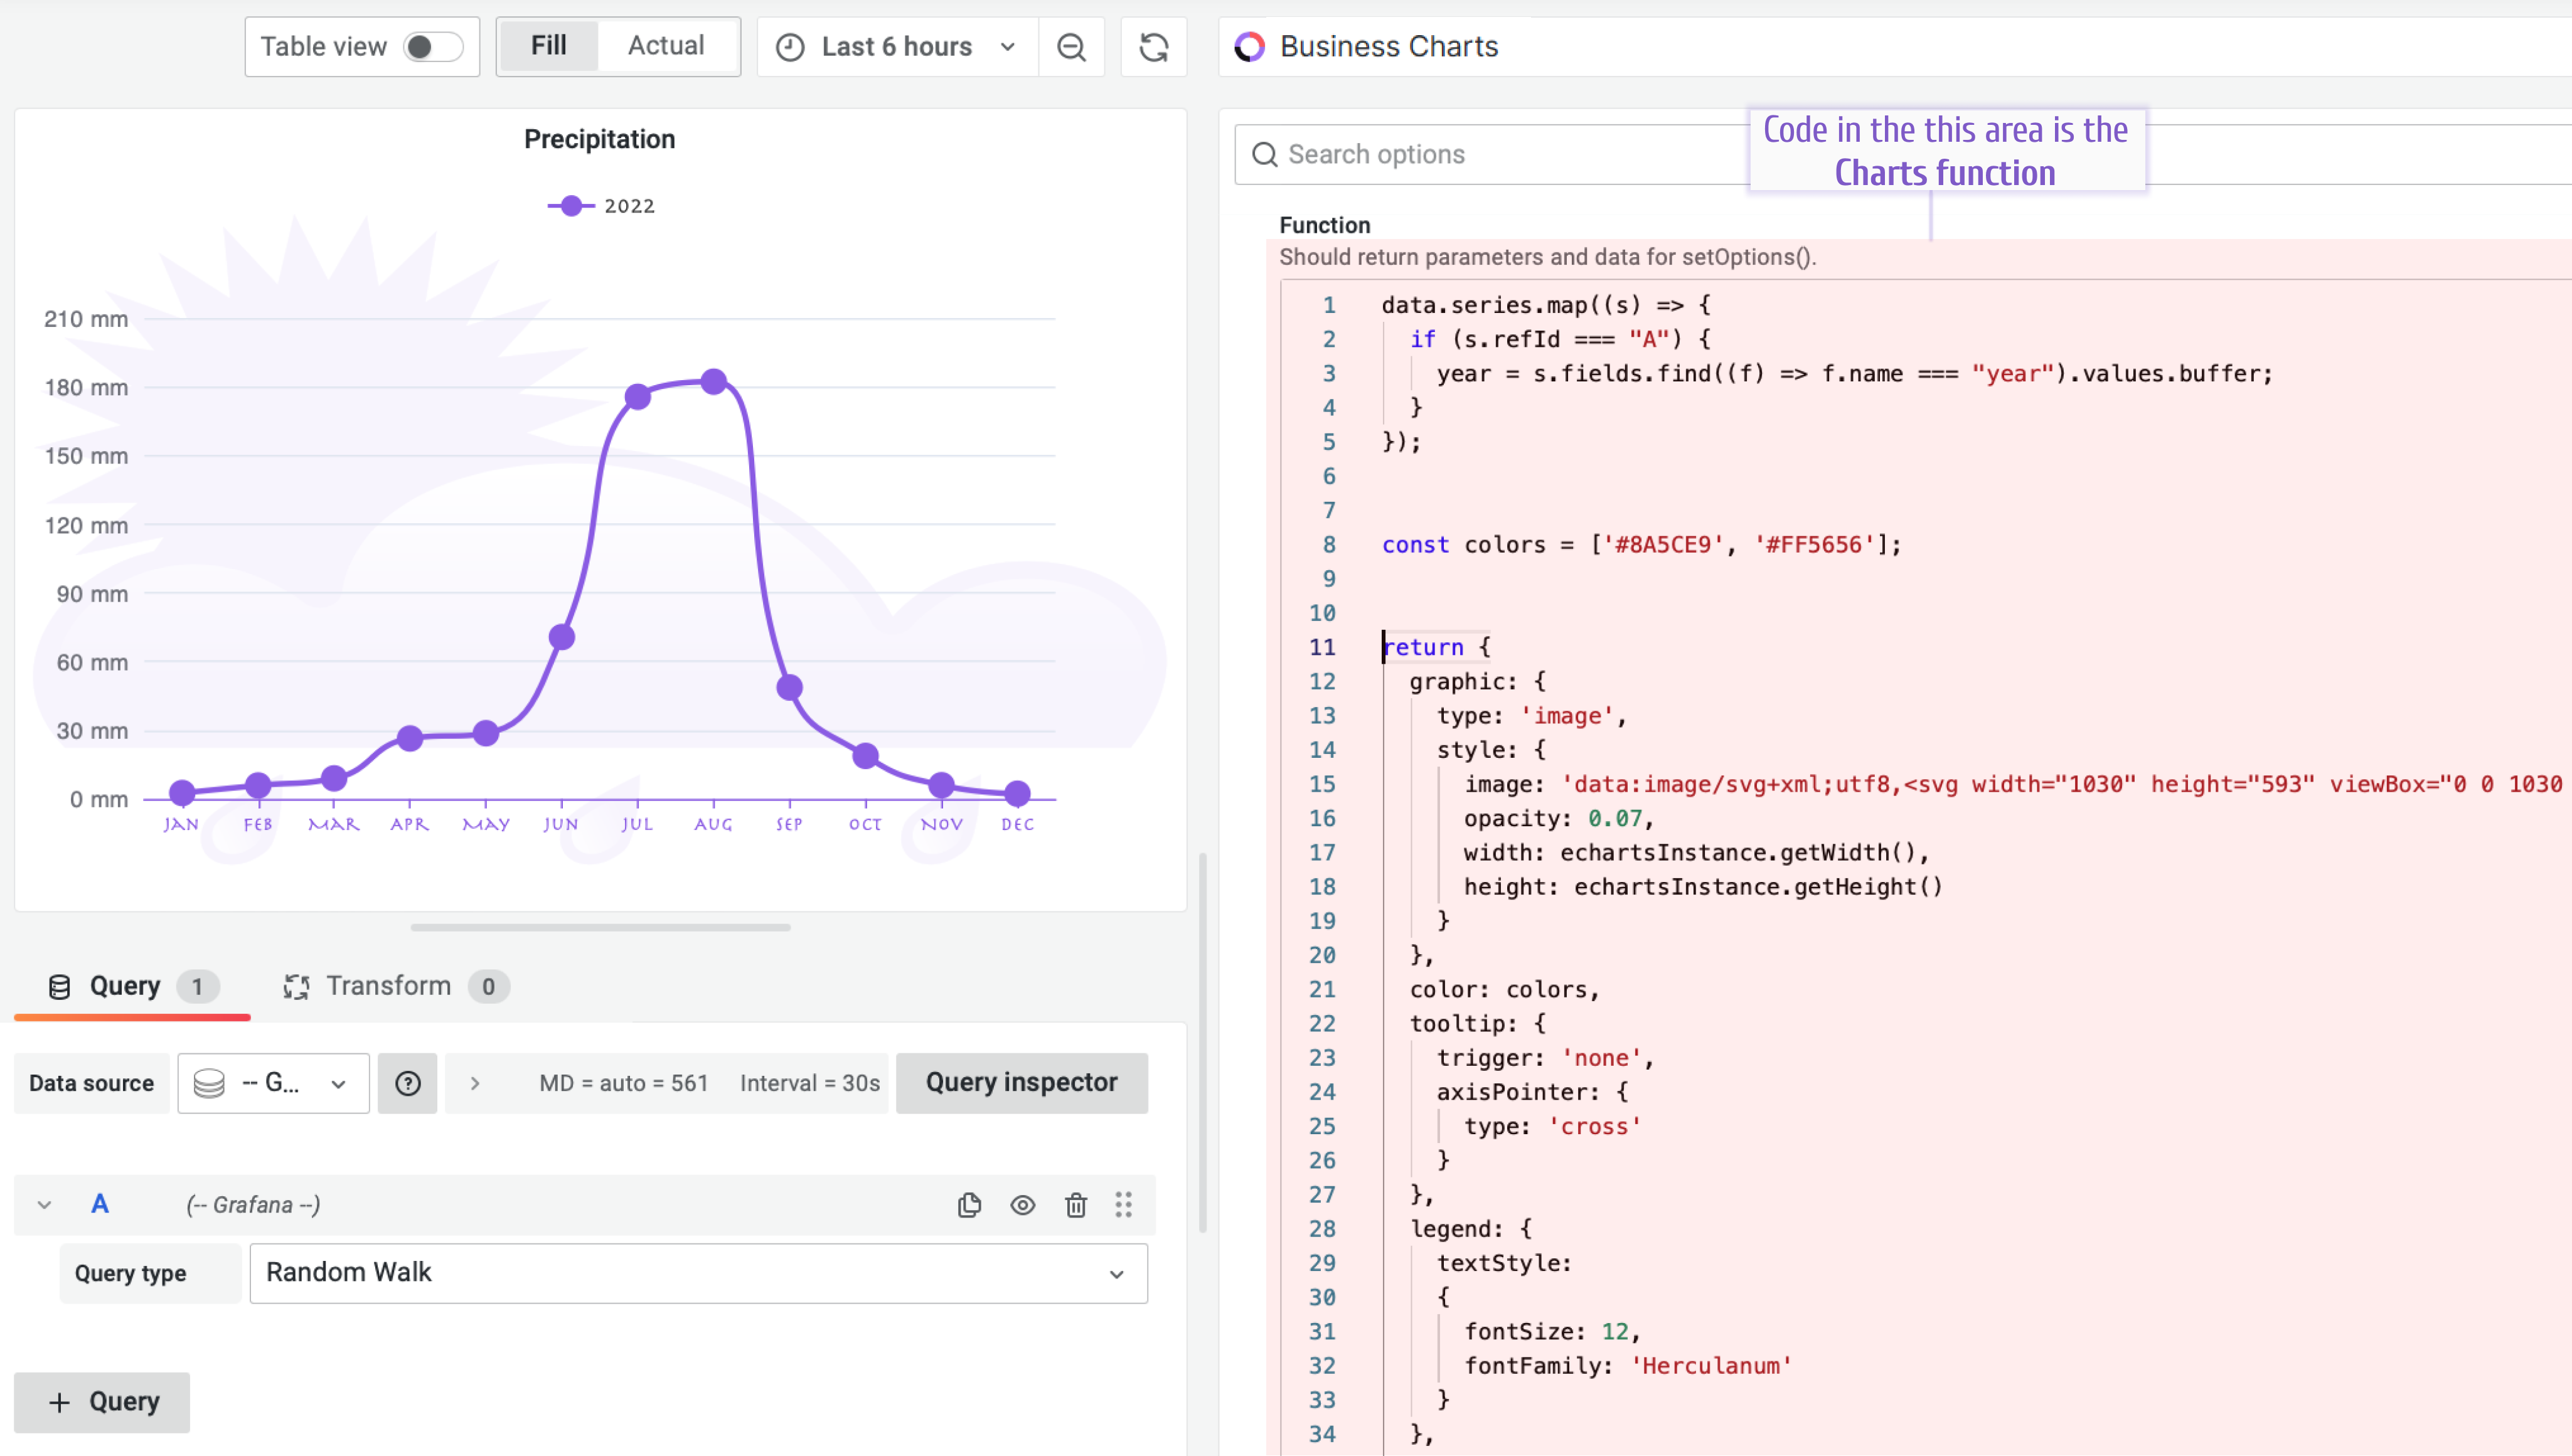 Table view
Fill
Actual
Last 6 hours
Business Charts
Precipitation
2022
210 mm
180 mm
150 mm
120 mm
90 mm
60 mm
30 mm
0 mm
JAN FEB MAR APR MAY JUN JUL AUG SEP OCT NOV DEC
Query 1
Transform 0
Data source
-- G...
MD = auto = 561
Interval = 30s
Query inspector
A
(-- Grafana --)
Query type
Random Walk
+ Query
Search options
Code in the this area is the
Charts function
Function
Should return parameters and data for setOptions().
1 data.series.map((s) => {
2 if (s.refId === "A") {
3 year = s.fields.find((f) => f.name === "year").values.buffer;
4 }
5 });
6
7
8 const colors = ['#8A5CE9', '#FF5656'];
9
10
11 return {
12 graphic: {
13 type: 'image',
14 style: {
15 image: 'data:image/svg+xml;utf8,<svg width="1030" height="593" viewBox="0 0 1030
16 opacity: 0.07,
17 width: echartsInstance.getWidth(),
18 height: echartsInstance.getHeight()
19 }
20 },
21 color: colors,
22 tooltip: {
23 trigger: 'none',
24 axisPointer: {
25 type: 'cross'
26 }
27 },
28 legend: {
29 textStyle:
30 {
31 fontSize: 12,
32 fontFamily: 'Herculanum'
33 }
34 },